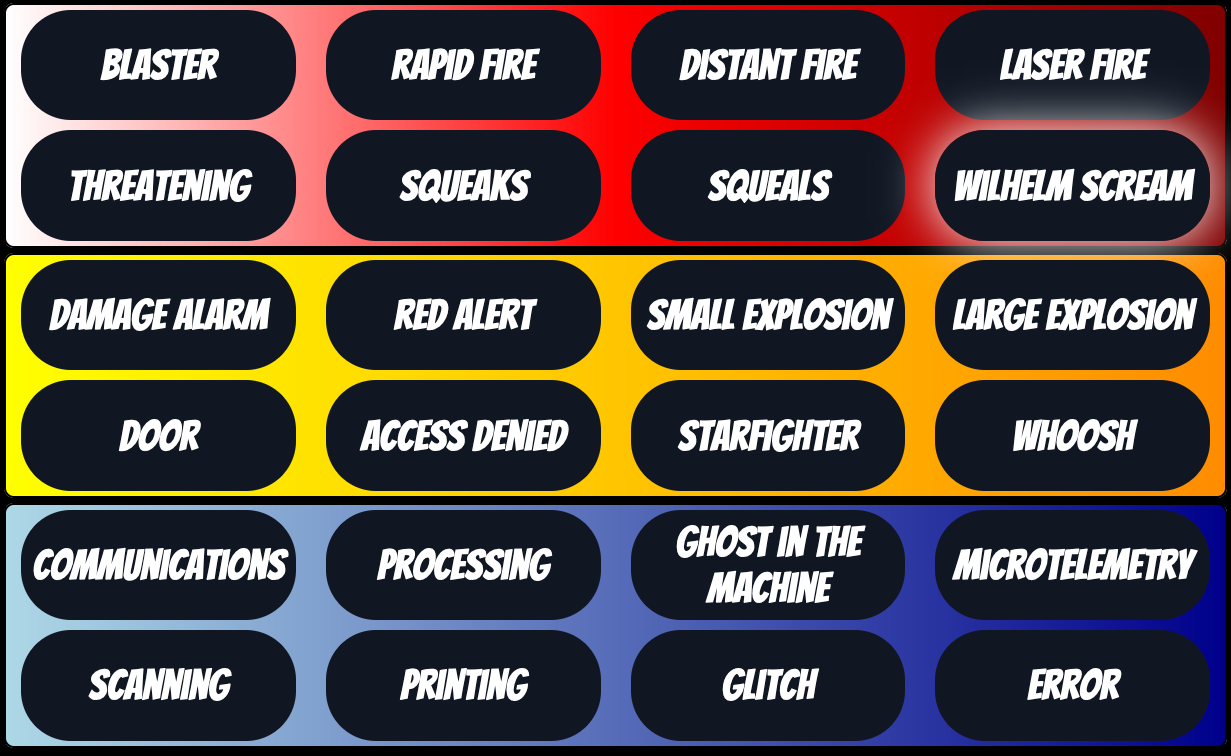 BLASTER
RAPID FIRE
DISTANT FIRE
LASER FIRE
THREATENING
SQUEAKS
SQUEALS
WILHELM SCREAM
DAMAGE ALARM
RED ALERT
SMALL EXPLOSION
LARGE EXPLOSION
DOOR
ACCESS DENIED
STARFIGHTER
WHOOSH
COMMUNICATIONS
PROCESSING
GHOST IN THE
MACHINE
MICROTELEMETRY
SCANNING
PRINTING
GLITCH
ERROR